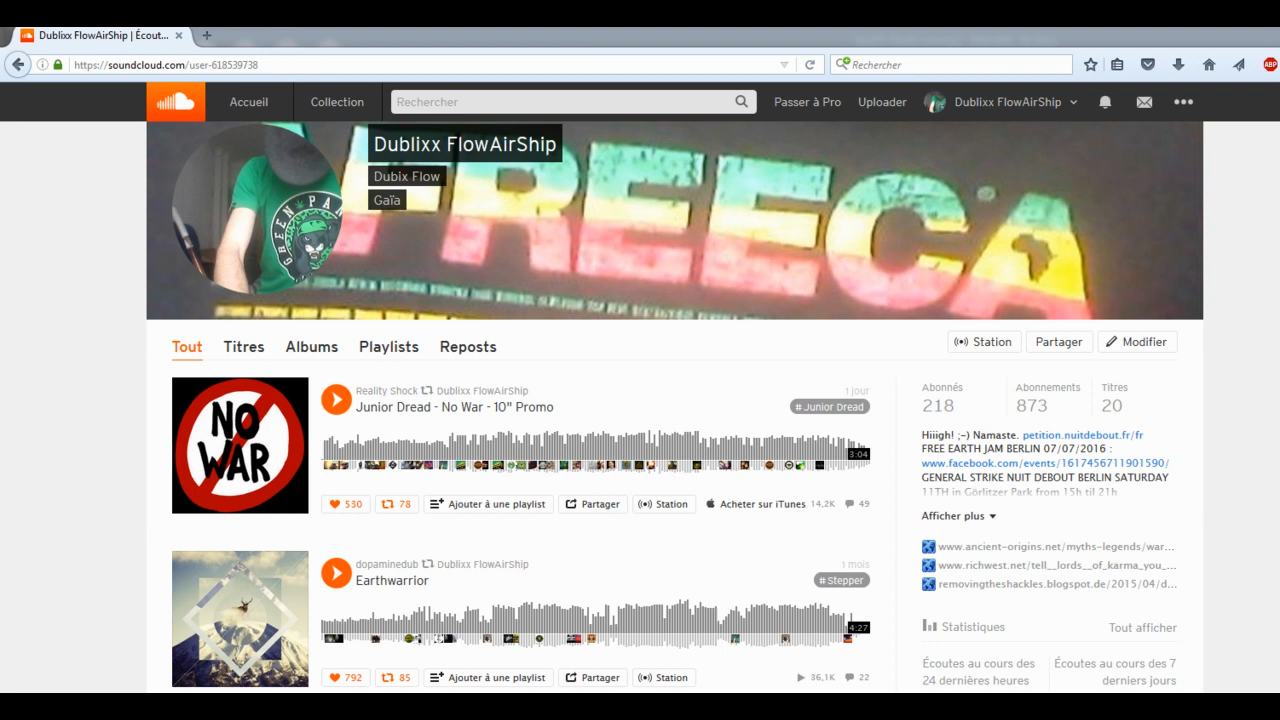 Dublixx FlowAirShip | Écout...
https://soundcloud.com/user-618539738
Rechercher
ABP
Accueil
Collection
Rechercher
Passer à Pro
Uploader
Dublixx FlowAirShip
Dublixx FlowAirShip
Dubix Flow
Gaïa
FREECA
GREEN PAN
Tout
Titres
Albums
Playlists
Reposts
Station
Partager
Modifier
NO
WAR
Reality Shock Dublixx FlowAirShip
1 jour
Junior Dread - No War - 10" Promo
# Junior Dread
3:04
530
78
Ajouter à une playlist
Partager
Station
Acheter sur iTunes
14,2K
49
dopaminedub Dublixx FlowAirShip
1 mois
Earthwarrior
# Stepper
4:27
792
85
Ajouter à une playlist
Partager
Station
36,1K
22
Abonnés
218
Abonnements
873
Titres
20
Hiiigh! ;-) Namaste. petition.nuitdebout.fr/fr
FREE EARTH JAM BERLIN 07/07/2016 :
www.facebook.com/events/1617456711901590/
GENERAL STRIKE NUIT DEBOUT BERLIN SATURDAY
11TH in Görlitzer Park from 15h til 21h
Afficher plus
www.ancient-origins.net/myths-legends/war...
www.richwest.net/tell__lords__of_karma_you_...
removingtheshackles.blogspot.de/2015/04/d...
Statistiques
Tout afficher
Écoutes au cours des
24 dernières heures
Écoutes au cours des 7
derniers jours